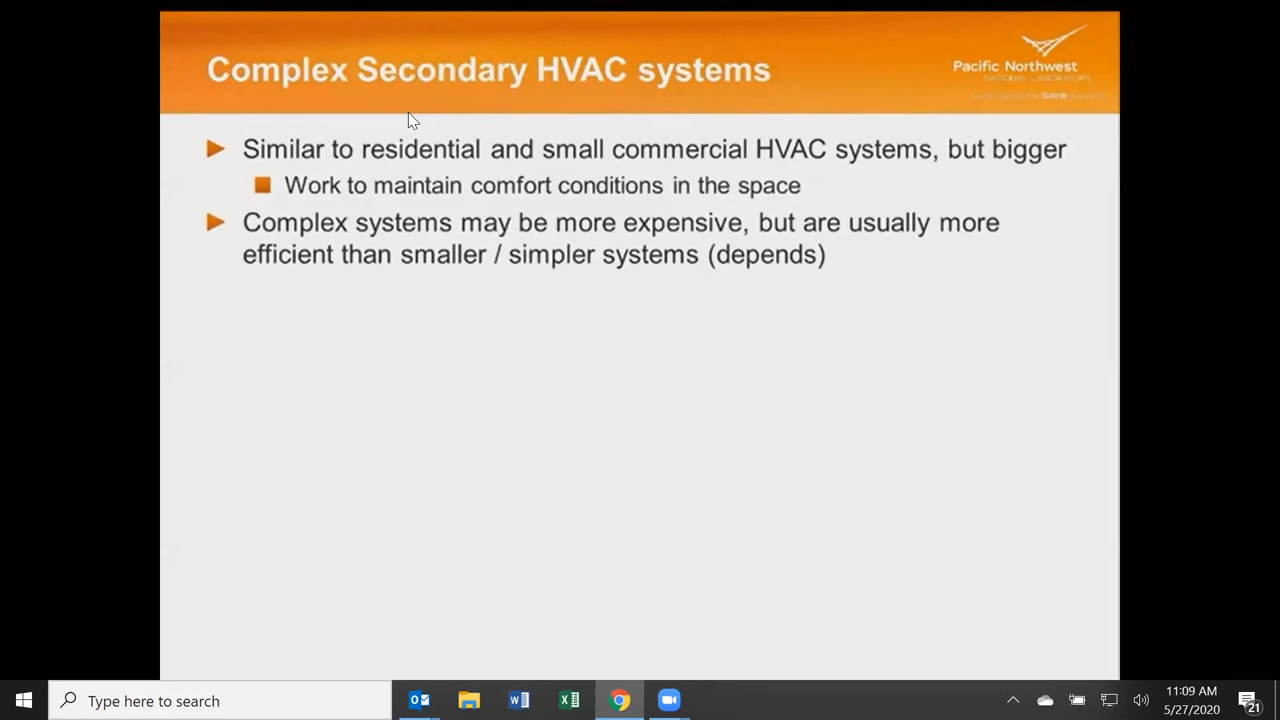 Complex Secondary HVAC systems
Pacific Northwest
NATIONAL LABORATORY
Similar to residential and small commercial HVAC systems, but bigger
Work to maintain comfort conditions in the space
Complex systems may be more expensive, but are usually more
efficient than smaller / simpler systems (depends)
Type here to search
11:09 AM
5/27/2020
21